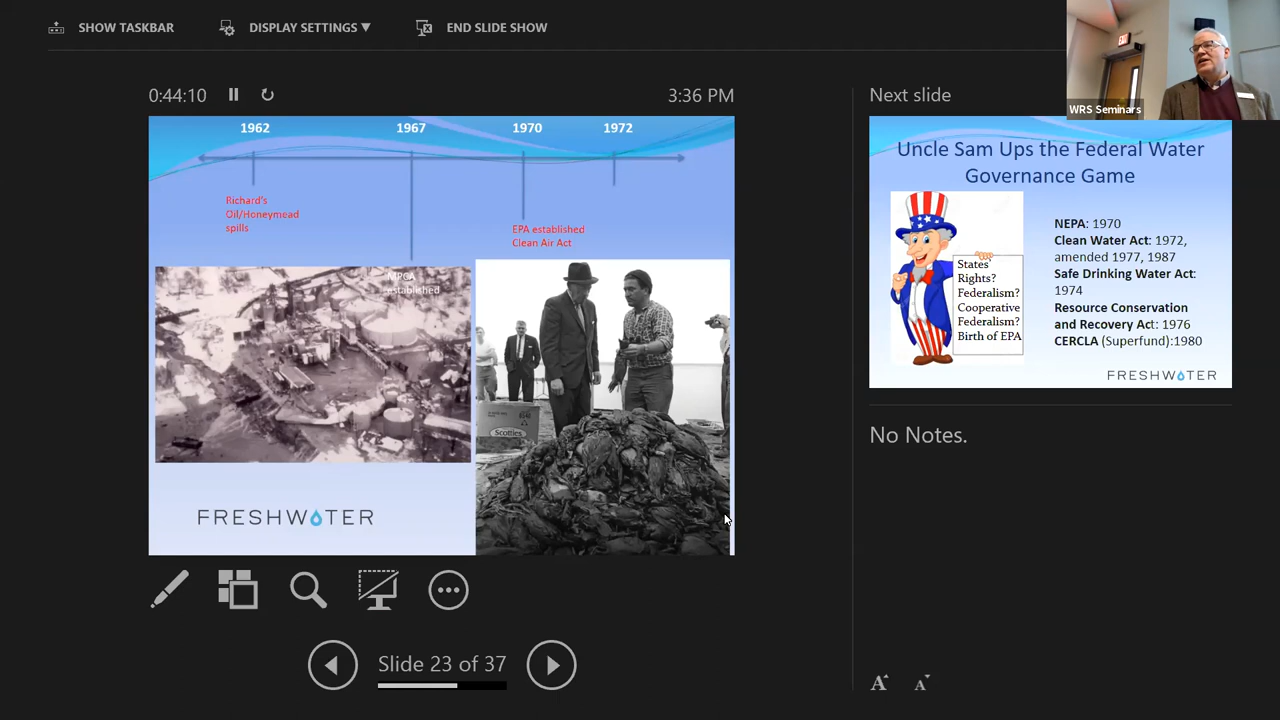 SHOW TASKBAR
DISPLAY SETTINGS ▼
END SLIDE SHOW
EXIT
WRS Seminars
0:44:10
3:36 PM
1962
1967
1970
1972
Richard's
Oil/Honeymead
spills
EPA established
Clean Air Act
MPCA
established
Scotties
FRESHWATER
Next slide
Uncle Sam Ups the Federal Water
Governance Game
States
Rights?
Federalism?
Cooperative
Federalism?
Birth of EPA
NEPA: 1970
Clean Water Act: 1972,
amended 1977, 1987
Safe Drinking Water Act:
1974
Resource Conservation
and Recovery Act: 1976
CERCLA (Superfund):1980
FRESHWATER
No Notes.
Slide 23 of 37
A A